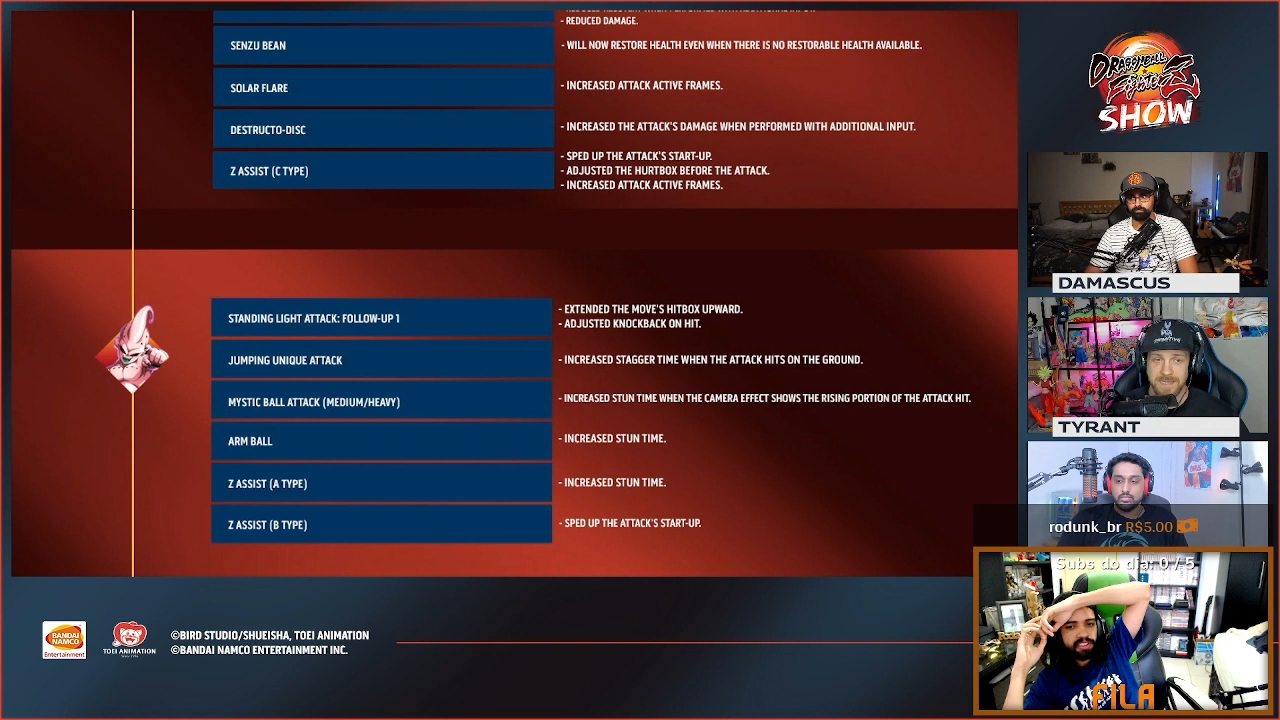 - REDUCED DAMAGE.
SENZU BEAN
- WILL NOW RESTORE HEALTH EVEN WHEN THERE IS NO RESTORABLE HEALTH AVAILABLE.
SOLAR FLARE
- INCREASED ATTACK ACTIVE FRAMES.
DESTRUCTO-DISC
- INCREASED THE ATTACK'S DAMAGE WHEN PERFORMED WITH ADDITIONAL INPUT.
Z ASSIST (C TYPE)
- SPED UP THE ATTACK'S START-UP.
- ADJUSTED THE HURTBOX BEFORE THE ATTACK.
- INCREASED ATTACK ACTIVE FRAMES.
STANDING LIGHT ATTACK: FOLLOW-UP 1
- EXTENDED THE MOVE'S HITBOX UPWARD.
- ADJUSTED KNOCKBACK ON HIT.
JUMPING UNIQUE ATTACK
- INCREASED STAGGER TIME WHEN THE ATTACK HITS ON THE GROUND.
MYSTIC BALL ATTACK (MEDIUM/HEAVY)
- INCREASED STUN TIME WHEN THE CAMERA EFFECT SHOWS THE RISING PORTION OF THE ATTACK HIT.
ARM BALL
- INCREASED STUN TIME.
Z ASSIST (A TYPE)
- INCREASED STUN TIME.
Z ASSIST (B TYPE)
- SPED UP THE ATTACK'S START-UP.
BANDAI
NAMCO
Entertainment
TOEI ANIMATION
©BIRD STUDIO/SHUEISHA, TOEI ANIMATION
©BANDAI NAMCO ENTERTAINMENT INC.
DRAGONBALL
FighterZ
SHOW
DAMASCUS
TYRANT
rodunk_br R$5.00
Subs do dia: 0 / 5
FILA